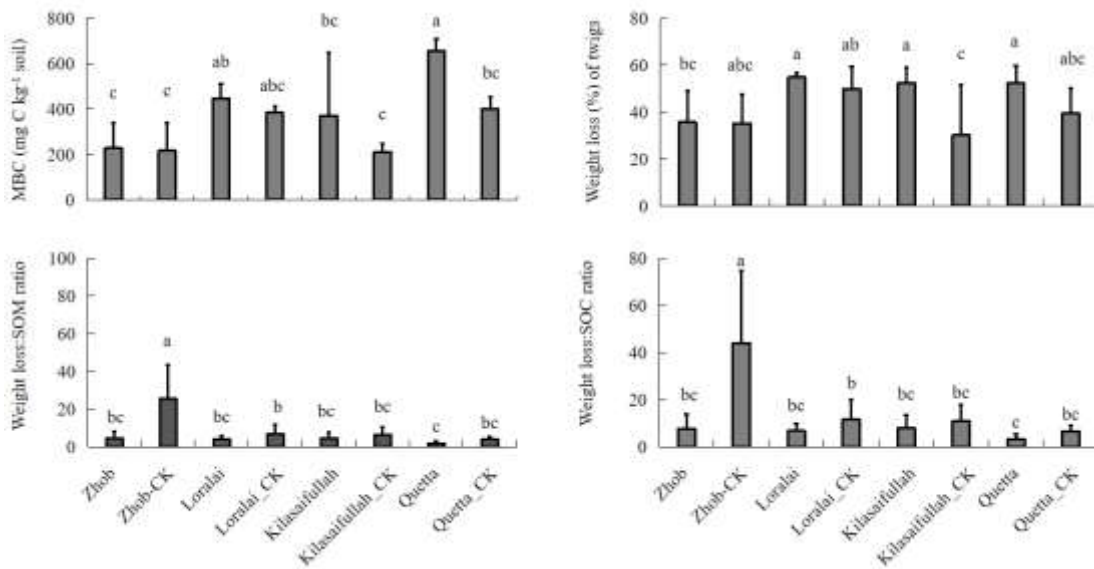 MBC (mg C kg⁻¹ soil)
800
600
400
200
0
c
c
ab
abc
bc
c
a
bc
Weight loss (%) of twigs
80
60
40
20
0
bc
abc
a
ab
a
c
a
abc
Weight loss:SOM ratio
100
80
60
40
20
0
bc
a
bc
b
bc
bc
c
bc
Zhob
Zhob-CK
Loralai
Loralai_CK
Kilasaifullah
Kilasaifullah_CK
Quetta
Quetta_CK
Weight loss:SOC ratio
80
60
40
20
0
bc
a
bc
b
bc
bc
c
bc
Zhob
Zhob-CK
Loralai
Loralai_CK
Kilasaifullah
Kilasaifullah_CK
Quetta
Quetta_CK